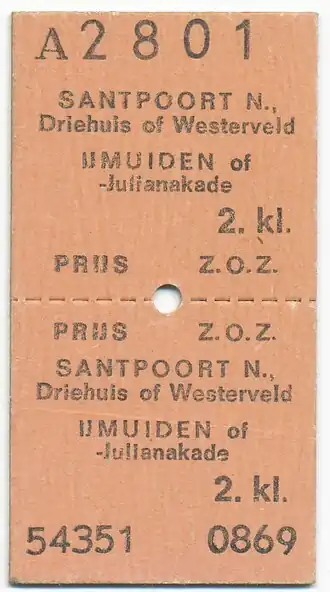 A2801
SANTPOORT N.,
Driehuis of Westerveld
IJMUIDEN of
-Julianakade
2. kl.
PRIJS Z.O.Z.
PRIJS Z.O.Z.
SANTPOORT N.,
Driehuis of Westerveld
IJMUIDEN of
-Julianakade
2. kl.
54351 0869